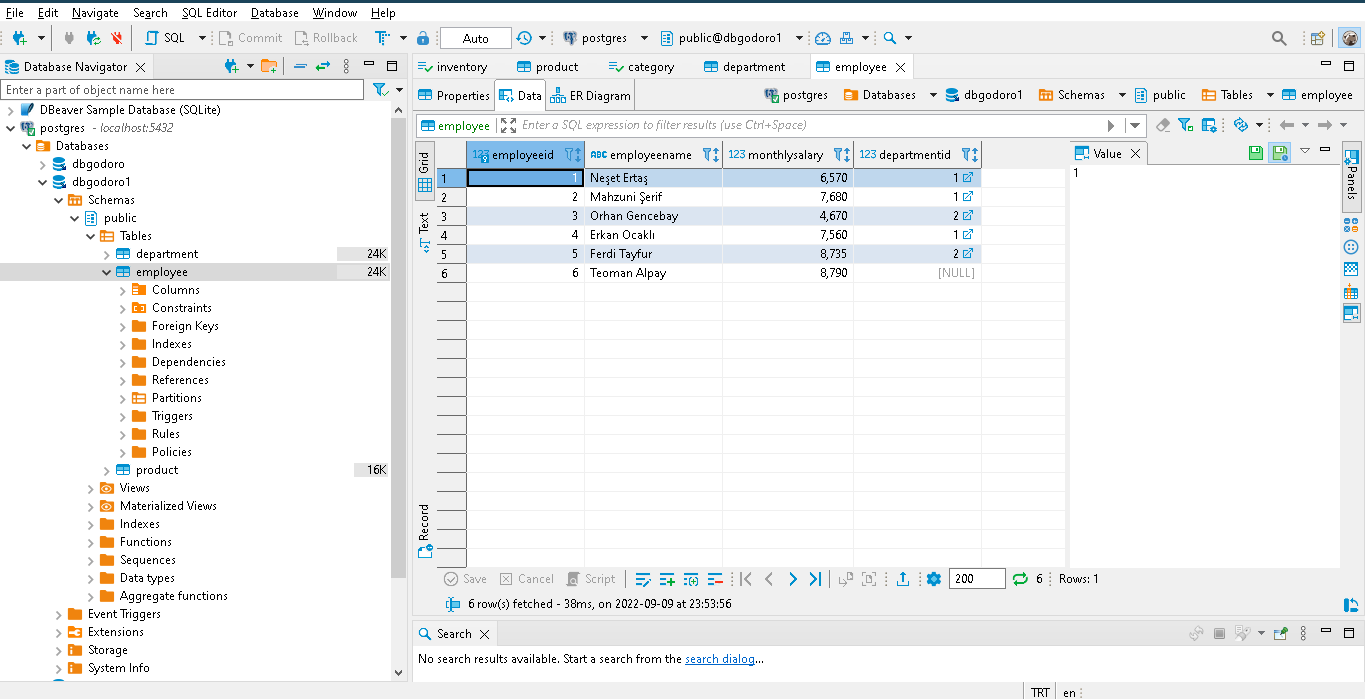 File Edit Navigate Search SQL Editor Database Window Help
SQL Commit Rollback Auto postgres public@dbgodoro1
Database Navigator
Enter a part of object name here
DBeaver Sample Database (SQLite)
postgres - localhost:5432
Databases
dbgodoro
dbgodoro1
Schemas
public
Tables
department 24K
employee 24K
Columns
Constraints
Foreign Keys
Indexes
Dependencies
References
Partitions
Triggers
Rules
Policies
product 16K
Views
Materialized Views
Indexes
Functions
Sequences
Data types
Aggregate functions
Event Triggers
Extensions
Storage
System Info
inventory product category department employee
Properties Data ER Diagram postgres Databases dbgodoro1 Schemas public Tables employee
employee Enter a SQL expression to filter results (use Ctrl+Space)
Grid
Text
Record
123 employeeid ABC employeename 123 monthlysalary 123 departmentid
1 1 Neşet Ertaş 6,570 1
2 2 Mahzuni Şerif 7,680 1
3 3 Orhan Gencebay 4,670 2
4 4 Erkan Ocaklı 7,560 1
5 5 Ferdi Tayfur 8,735 2
6 6 Teoman Alpay 8,790 [NULL]
Value
1
Panels
Save Cancel Script 200 6 Rows: 1
6 row(s) fetched - 38ms, on 2022-09-09 at 23:53:56
Search
No search results available. Start a search from the search dialog...
TRT en